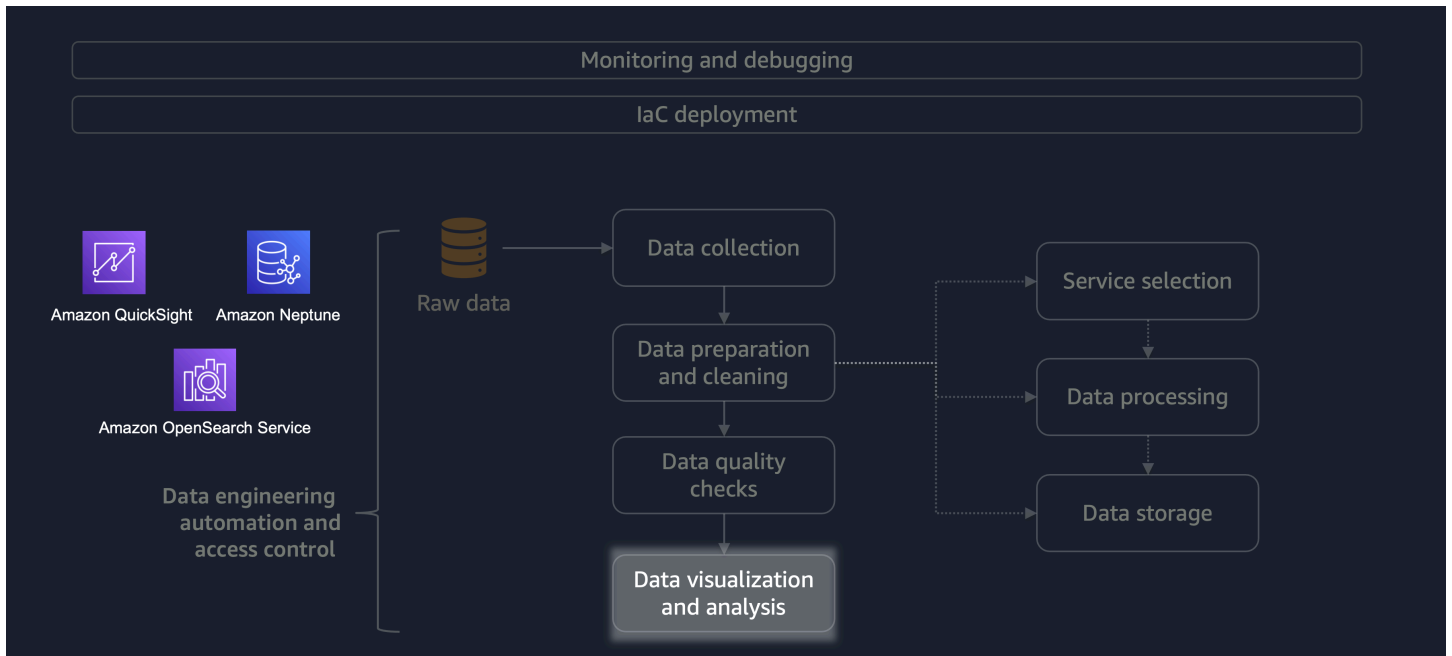 Monitoring and debugging
IaC deployment
Amazon QuickSight
Amazon Neptune
Amazon OpenSearch Service
Data engineering
automation and
access control
Raw data
Data collection
Data preparation
and cleaning
Data quality
checks
Data visualization
and analysis
Service selection
Data processing
Data storage